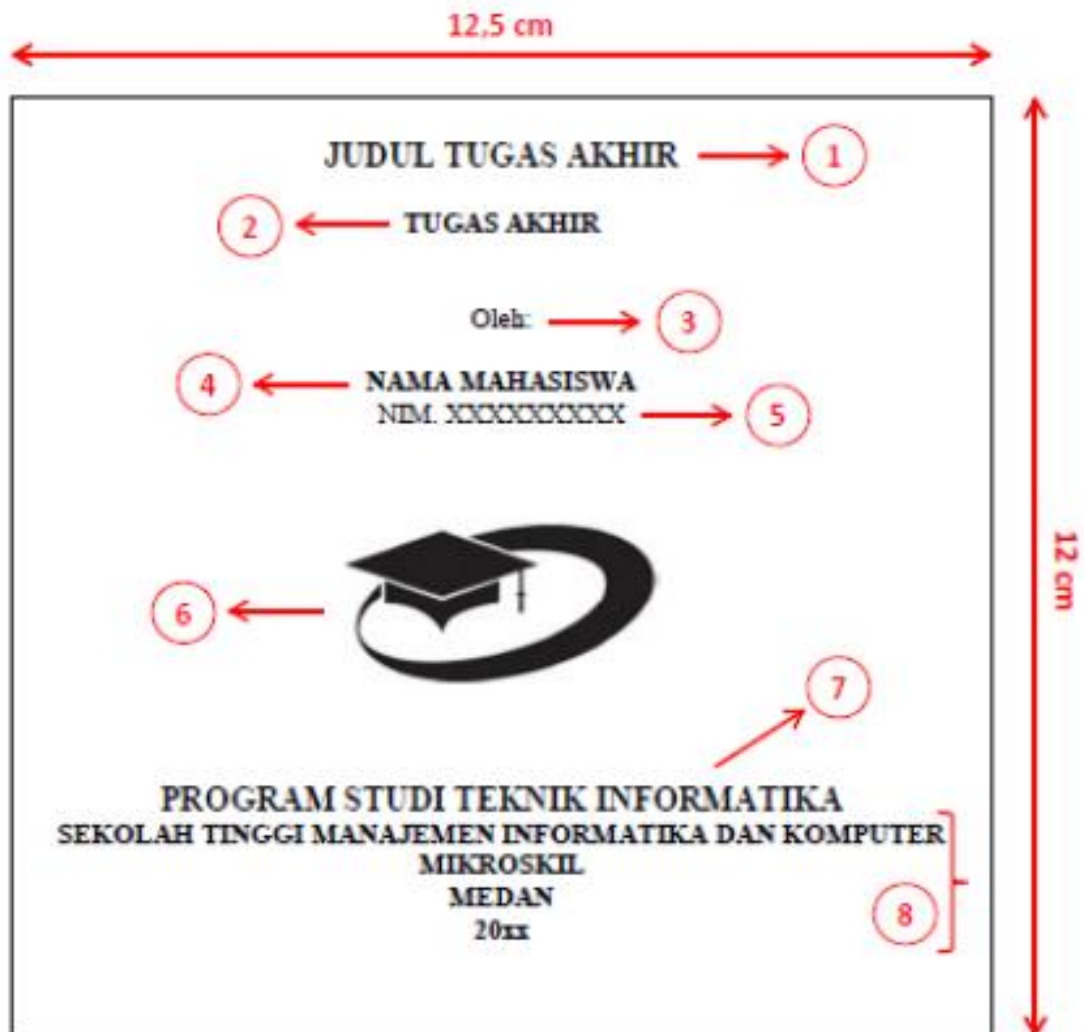 12,5 cm
JUDUL TUGAS AKHIR
1
2
TUGAS AKHIR
Oleh:
3
4
NAMA MAHASISWA
NIM. XXXXXXXXX
5
12 cm
6
7
PROGRAM STUDI TEKNIK INFORMATIKA
SEKOLAH TINGGI MANAJEMEN INFORMATIKA DAN KOMPUTER
MIKROSKIL
MEDAN
20xx
8